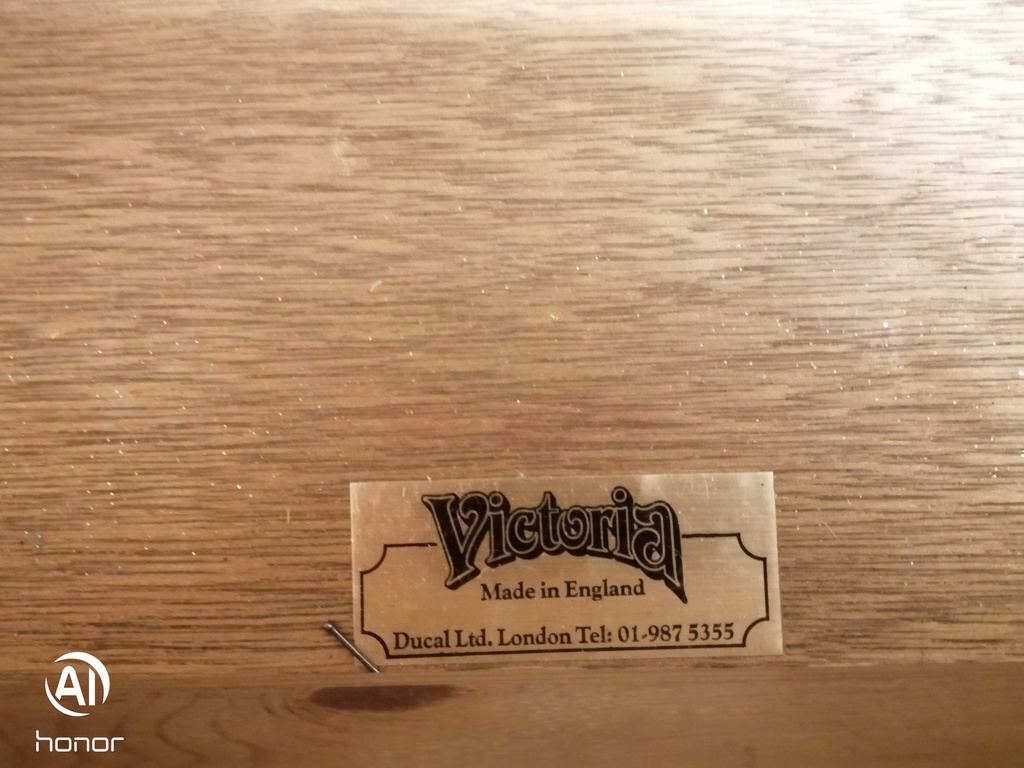 Victoria
Made in England
Ducal Ltd. London Tel: 01-987 5355
AI
honor